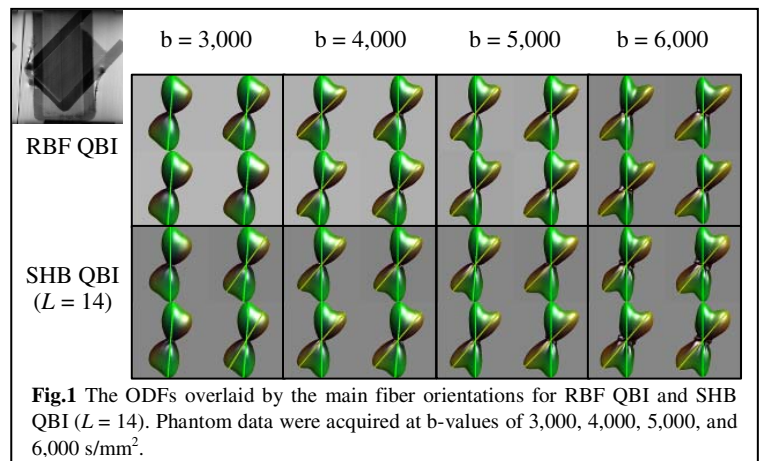 b = 3,000 b = 4,000 b = 5,000 b = 6,000
RBF QBI
SHB QBI
(L = 14)
Fig.1 The ODFs overlaid by the main fiber orientations for RBF QBI and SHB
QBI (L = 14). Phantom data were acquired at b-values of 3,000, 4,000, 5,000, and
6,000 s/mm².